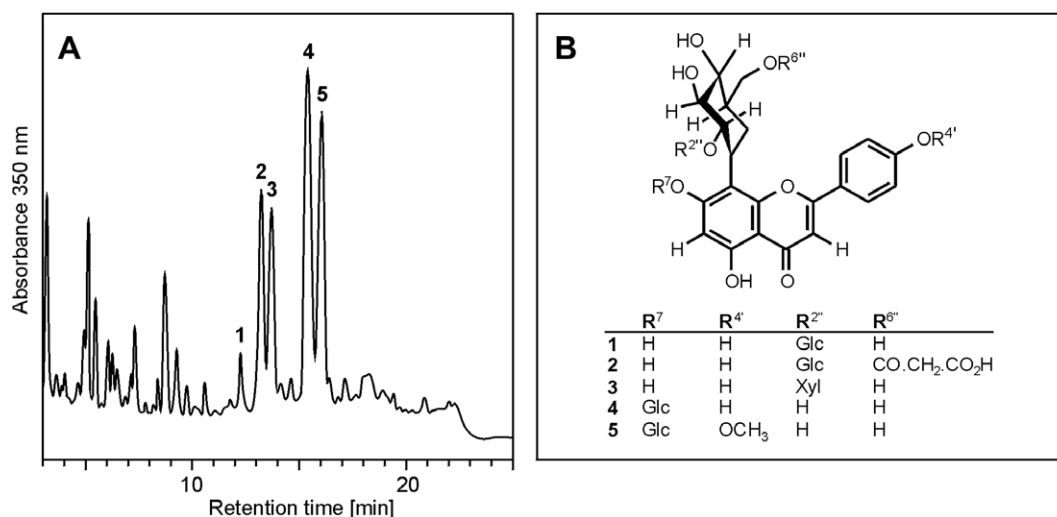 A
B
4
5
2
3
1
Absorbance 350 nm
10
20
Retention time [min]
HO
H
OR6"
HO
H
H
H
R2"O
OR4'
R7O
O
H
H
OH
O
R7 R4' R2" R6"
1 H H Glc H
2 H H Glc CO.CH2.CO2H
3 H H Xyl H
4 Glc H H H
5 Glc OCH3 H H